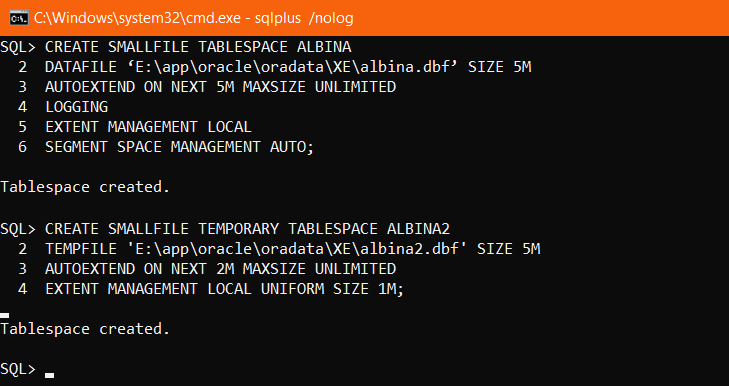 C:\Windows\system32\cmd.exe - sqlplus  /nolog
SQL> CREATE SMALLFILE TABLESPACE ALBINA
  2  DATAFILE ‘E:\app\oracle\oradata\XE\albina.dbf’ SIZE 5M
  3  AUTOEXTEND ON NEXT 5M MAXSIZE UNLIMITED
  4  LOGGING
  5  EXTENT MANAGEMENT LOCAL
  6  SEGMENT SPACE MANAGEMENT AUTO;
Tablespace created.
SQL> CREATE SMALLFILE TEMPORARY TABLESPACE ALBINA2
  2  TEMPFILE 'E:\app\oracle\oradata\XE\albina2.dbf' SIZE 5M
  3  AUTOEXTEND ON NEXT 2M MAXSIZE UNLIMITED
  4  EXTENT MANAGEMENT LOCAL UNIFORM SIZE 1M;
Tablespace created.
SQL>